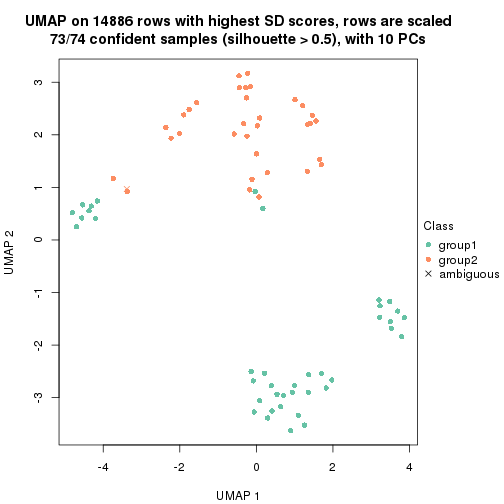 UMAP on 14886 rows with highest SD scores, rows are scaled
73/74 confident samples (silhouette > 0.5), with 10 PCs
3
2
1
0
-1
-2
-3
UMAP 2
-4
-2
0
2
4
UMAP 1
Class
group1
group2
ambiguous